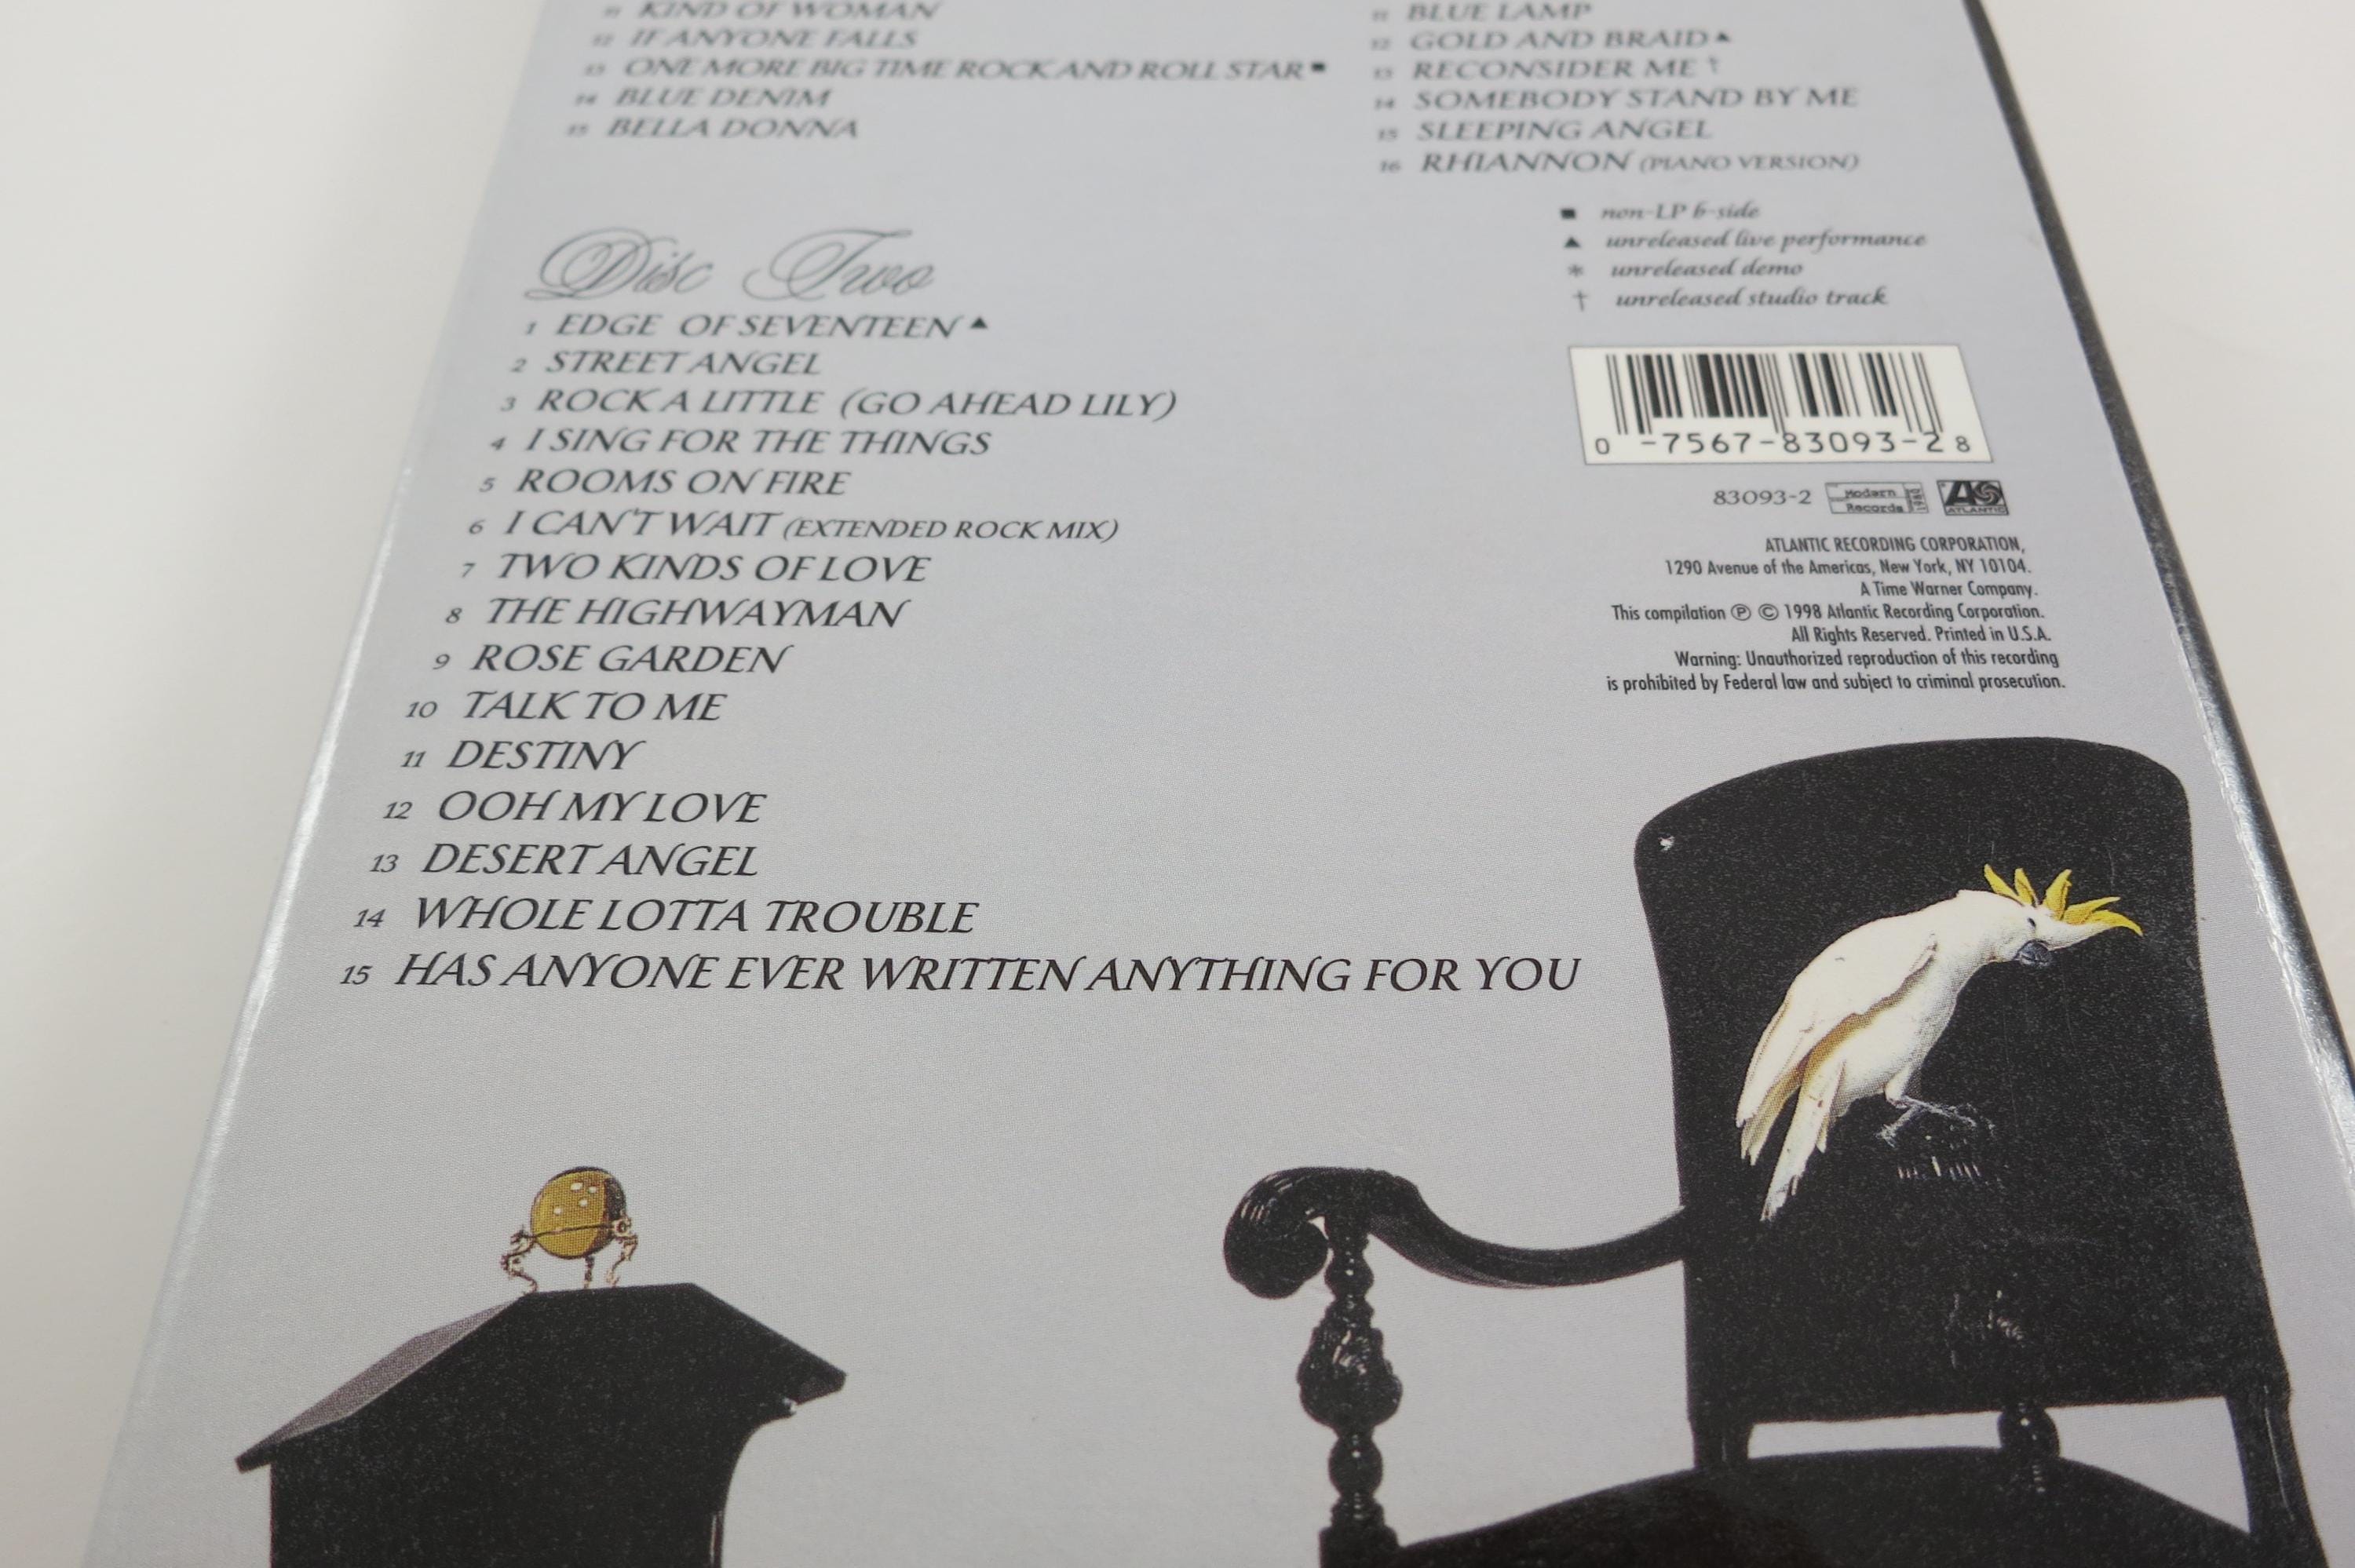 11 KIND OF WOMAN
12 IF ANYONE FALLS
13 ONE MORE BIG TIME ROCK AND ROLL STAR ■
14 BLUE DENIM
15 BELLA DONNA
Disc Two
1 EDGE OF SEVENTEEN ▲
2 STREET ANGEL
3 ROCK A LITTLE (GO AHEAD LILY)
4 I SING FOR THE THINGS
5 ROOMS ON FIRE
6 I CAN'T WAIT (EXTENDED ROCK MIX)
7 TWO KINDS OF LOVE
8 THE HIGHWAYMAN
9 ROSE GARDEN
10 TALK TO ME
11 DESTINY
12 OOH MY LOVE
13 DESERT ANGEL
14 WHOLE LOTTA TROUBLE
15 HAS ANYONE EVER WRITTEN ANYTHING FOR YOU
11 BLUE LAMP
12 GOLD AND BRAID ▲
13 RECONSIDER ME †
14 SOMEBODY STAND BY ME
15 SLEEPING ANGEL
16 RHIANNON (PIANO VERSION)
■ non-LP b-side
▲ unreleased live performance
* unreleased demo
† unreleased studio track
0 -7567-83093-2 8
83093-2 Modern Records 1980 ATLANTIC
ATLANTIC RECORDING CORPORATION,
1290 Avenue of the Americas, New York, NY 10104.
A Time Warner Company.
This compilation ℗ © 1998 Atlantic Recording Corporation.
All Rights Reserved. Printed in U.S.A.
Warning: Unauthorized reproduction of this recording
is prohibited by Federal law and subject to criminal prosecution.